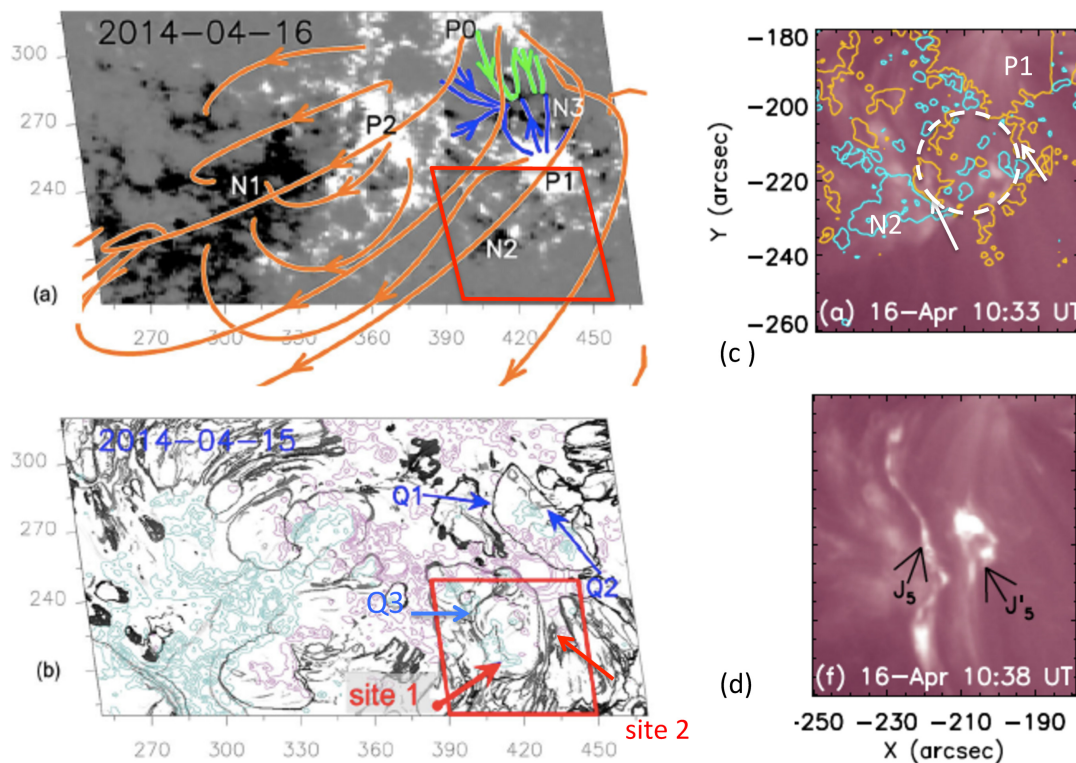 2014-04-16
P0
300
270
240
N3
P2
P1
N1
N2
(a)
270 300 330 360 390 420 450
2014-04-15
300
270
240
Q1
Q2
Q3
(b)
site 1
site 2
270 300 330 360 390 420 450
-180
-200
-220
-240
-260
Y (arcsec)
P1
N2
(a) 16-Apr 10:33 UT
(c )
J5
J'5
(f) 16-Apr 10:38 UT
(d)
-250 -230 -210 -190
X (arcsec)